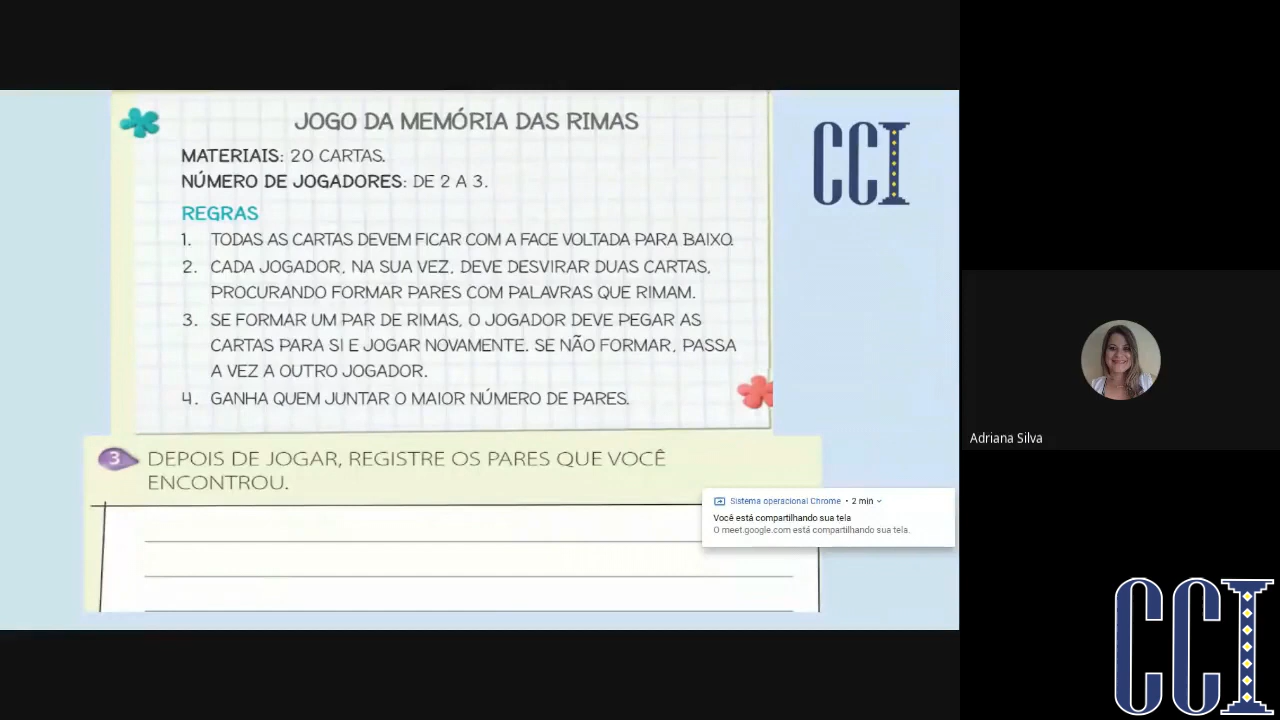 JOGO DA MEMÓRIA DAS RIMAS
MATERIAIS: 20 CARTAS.
NÚMERO DE JOGADORES: DE 2 A 3.
REGRAS
1. TODAS AS CARTAS DEVEM FICAR COM A FACE VOLTADA PARA BAIXO.
2. CADA JOGADOR, NA SUA VEZ, DEVE DESVIRAR DUAS CARTAS,
PROCURANDO FORMAR PARES COM PALAVRAS QUE RIMAM.
3. SE FORMAR UM PAR DE RIMAS, O JOGADOR DEVE PEGAR AS
CARTAS PARA SI E JOGAR NOVAMENTE. SE NÃO FORMAR, PASSA
A VEZ A OUTRO JOGADOR.
4. GANHA QUEM JUNTAR O MAIOR NÚMERO DE PARES.
3 DEPOIS DE JOGAR, REGISTRE OS PARES QUE VOCÊ
ENCONTROU.
CCI
Sistema operacional Chrome • 2 min
Você está compartilhando sua tela
O meet.google.com está compartilhando sua tela.
Adriana Silva
CCI